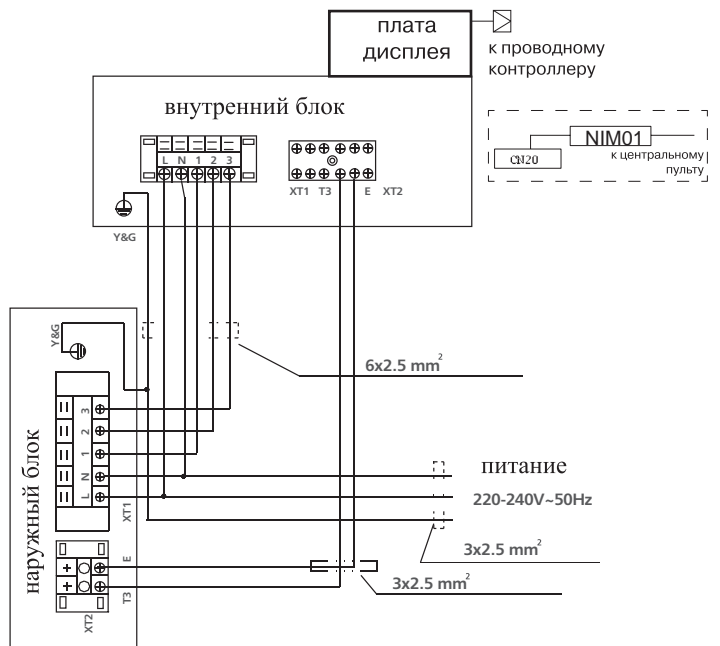 плата
дисплея
к проводному
контроллеру
внутренний блок
L N 1 2 3
XT1 T3 E XT2
NIM01
CN20
к центральному
пульту
Y&G
Y&G
6x2.5 mm²
3
2
1
N
L
XT1
наружный блок
питание
220-240V~50Hz
3x2.5 mm²
E
T3
XT2
3x2.5 mm²